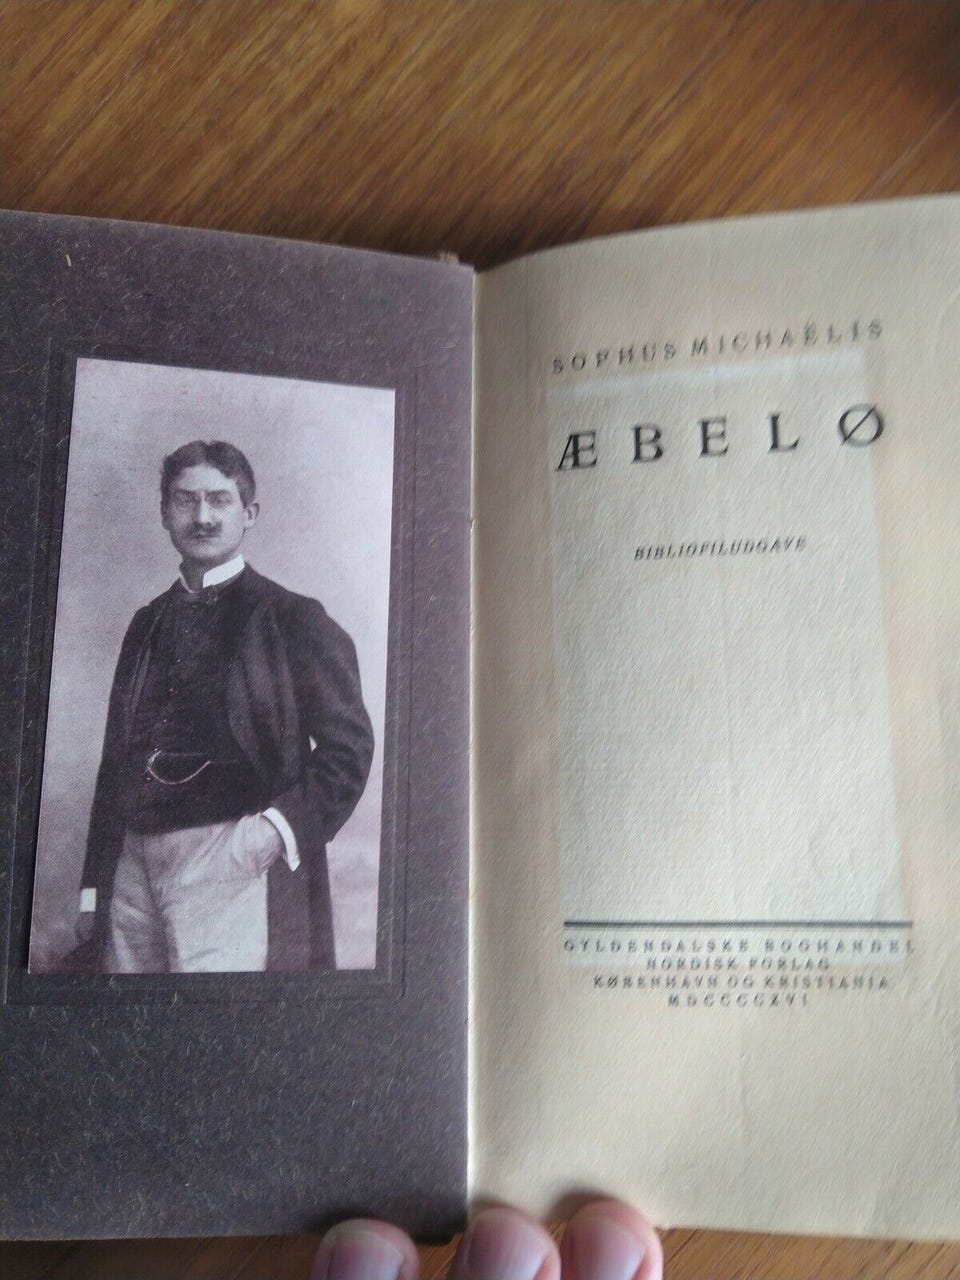 SOPHUS MICHAËLIS
ÆBELØ
BIBLIOFILUDGAVE
GYLDENDALSKE BOGHANDEL
NORDISK FORLAG
KØBENHAVN OG KRISTIANIA
MDCCCCXVI